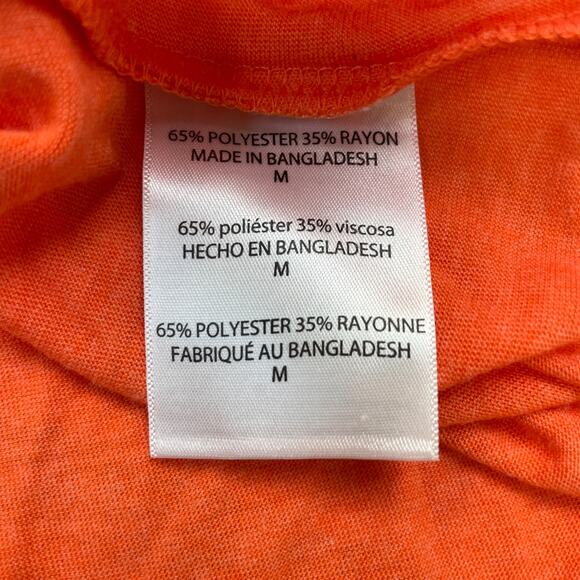 65% POLYESTER 35% RAYON
MADE IN BANGLADESH
M
65% poliéster 35% viscosa
HECHO EN BANGLADESH
M
65% POLYESTER 35% RAYONNE
FABRIQUÉ AU BANGLADESH
M